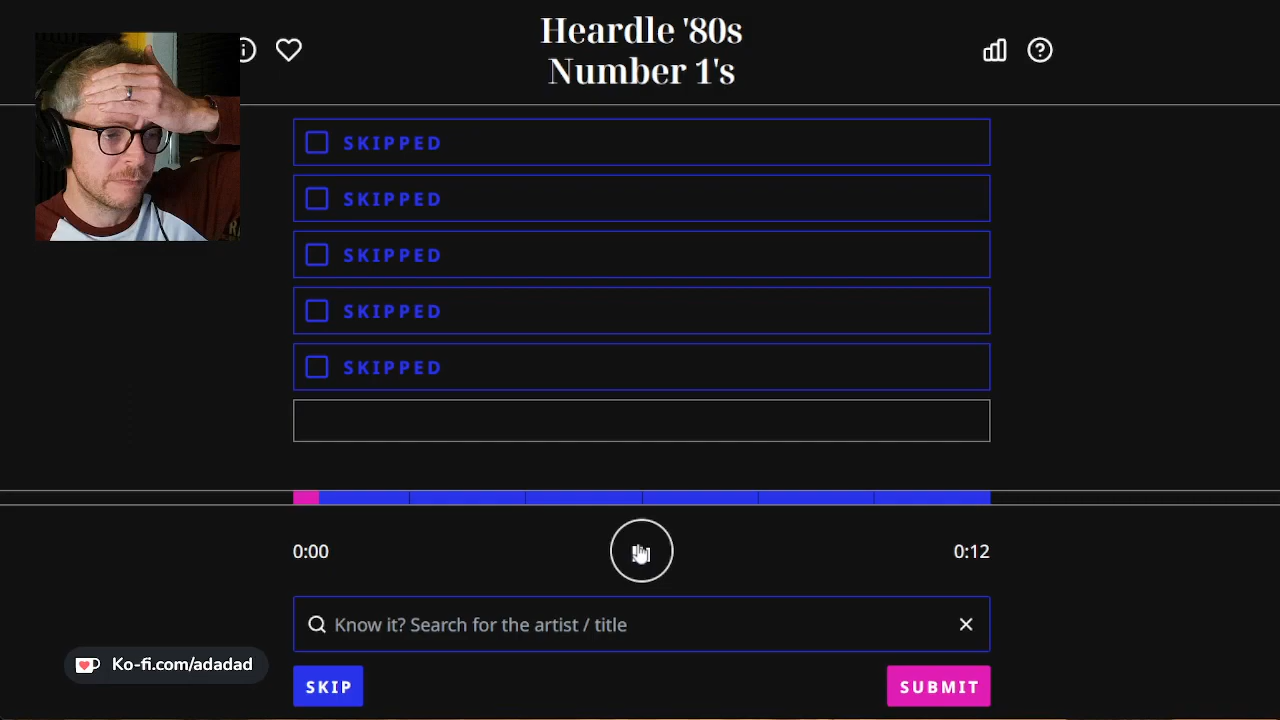 Heardle '80s
Number 1's
SKIPPED
SKIPPED
SKIPPED
SKIPPED
SKIPPED
0:00
0:12
Know it? Search for the artist / title
Ko-fi.com/adadad
SKIP
SUBMIT